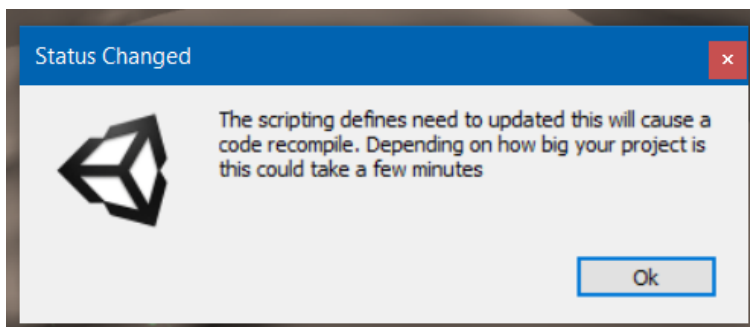 Status Changed
The scripting defines need to updated this will cause a
code recompile. Depending on how big your project is
this could take a few minutes
Ok